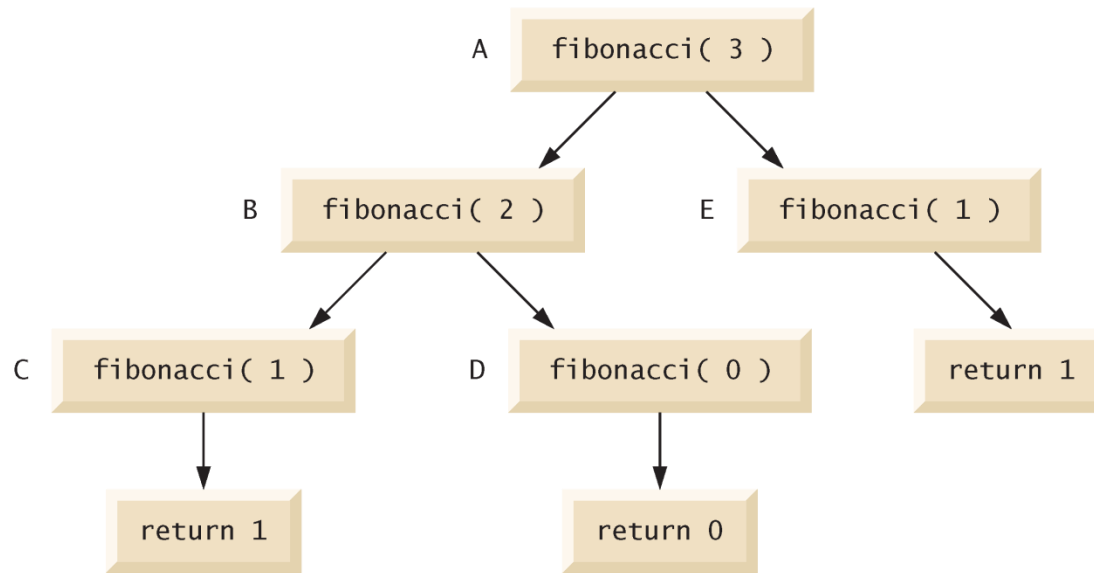 A fibonacci( 3 )
B fibonacci( 2 ) E fibonacci( 1 )
C fibonacci( 1 ) D fibonacci( 0 ) return 1
return 1 return 0